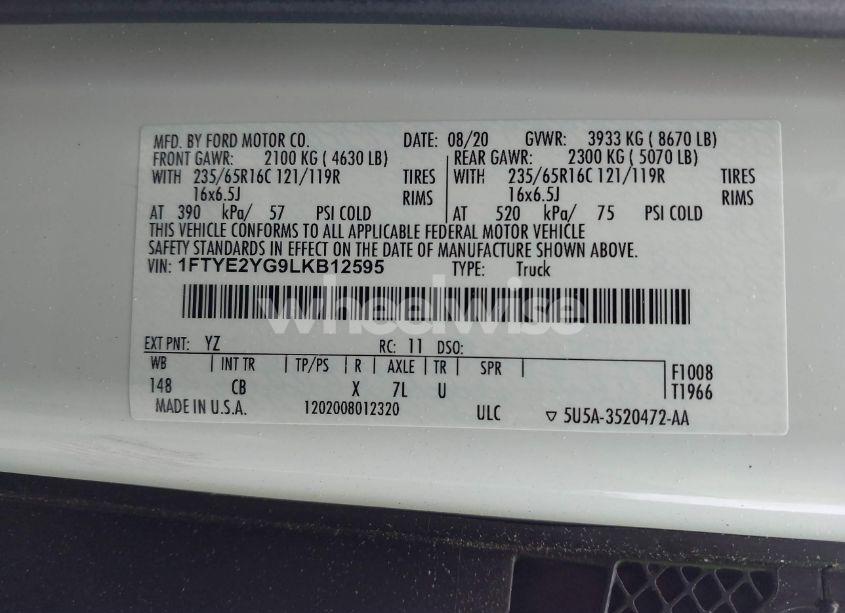 MFD. BY FORD MOTOR CO. DATE: 08/20 GVWR: 3933 KG ( 8670 LB)
FRONT GAWR: 2100 KG ( 4630 LB) REAR GAWR: 2300 KG ( 5070 LB)
WITH 235/65R16C 121/119R TIRES WITH 235/65R16C 121/119R TIRES
16x6.5J RIMS 16x6.5J RIMS
AT 390 kPa/ 57 PSI COLD AT 520 kPa/ 75 PSI COLD
THIS VEHICLE CONFORMS TO ALL APPLICABLE FEDERAL MOTOR VEHICLE
SAFETY STANDARDS IN EFFECT ON THE DATE OF MANUFACTURE SHOWN ABOVE.
VIN: 1FTYE2YG9LKB12595 TYPE: Truck
wheelwise
EXT PNT: YZ RC: 11 DSO:
WB INT TR TP/PS R AXLE TR SPR F1008
148 CB X 7L U T1966
MADE IN U.S.A. 1202008012320 ULC ▽ 5U5A-3520472-AA